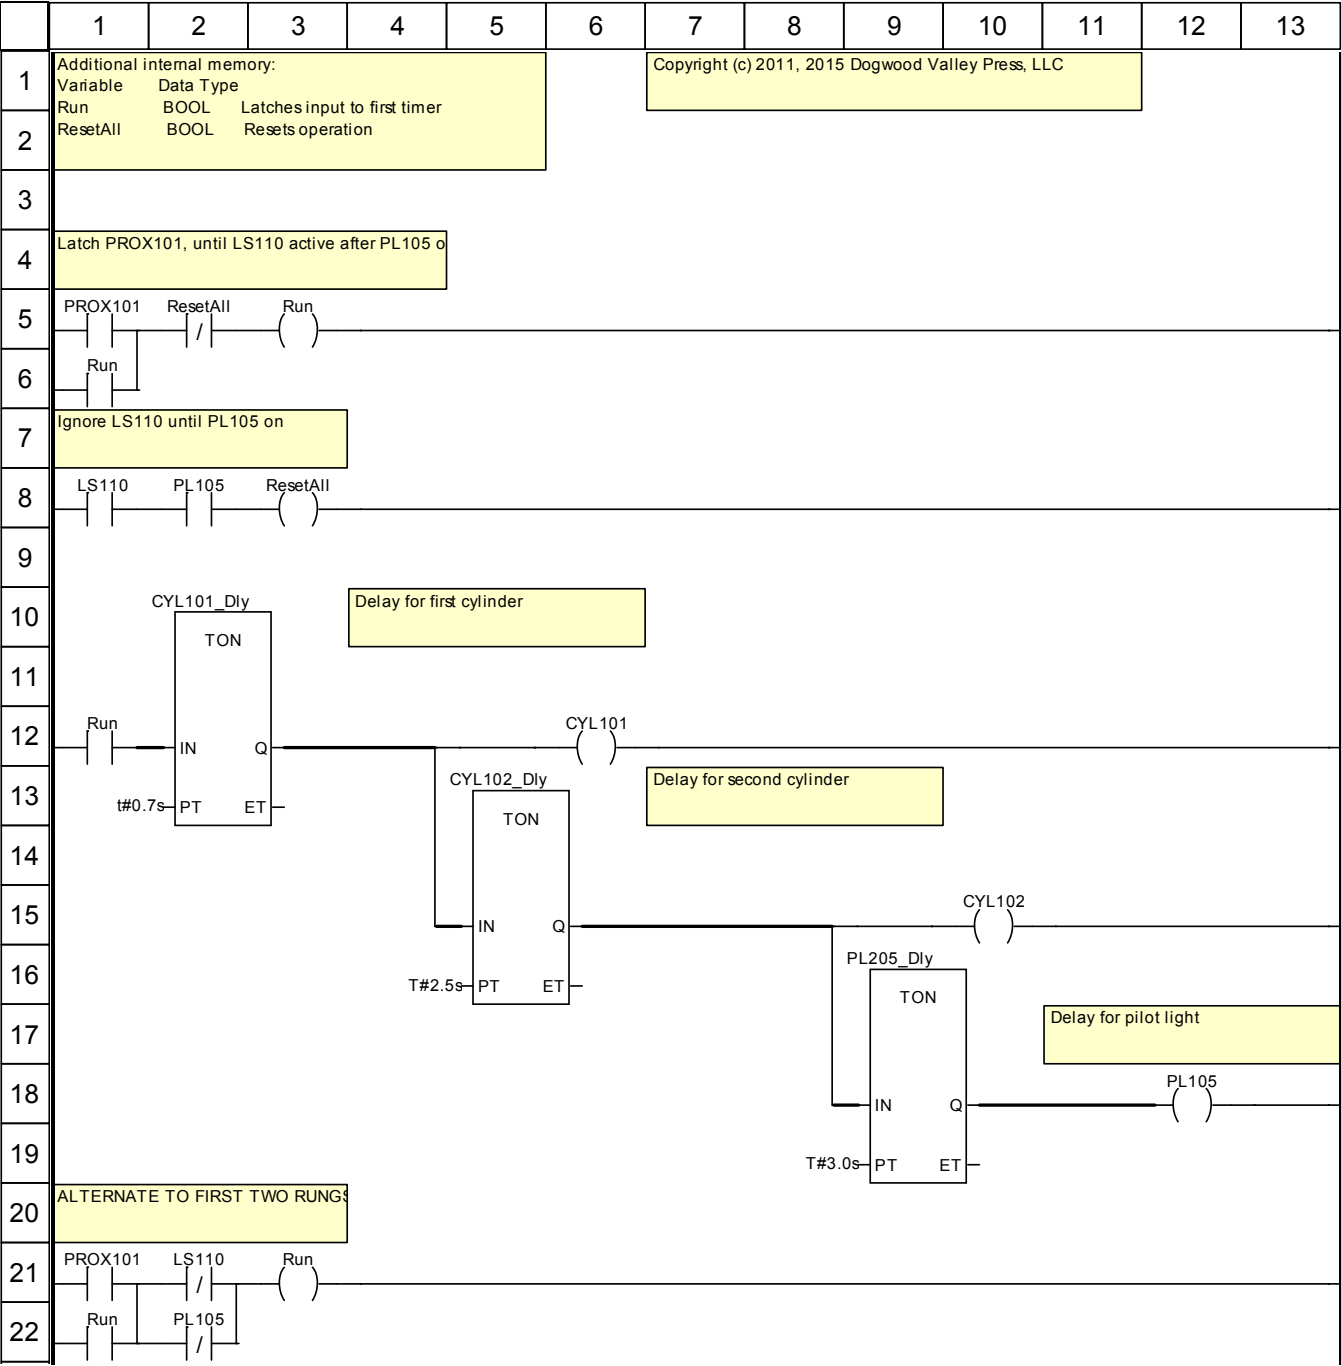 1 2 3 4 5 6 7 8 9 10 11 12 13
1
Additional internal memory:
Variable Data Type
Run BOOL Latches input to first timer
ResetAll BOOL Resets operation
Copyright (c) 2011, 2015 Dogwood Valley Press, LLC
2
3
4
Latch PROX101, until LS110 active after PL105 o
5
PROX101 ResetAll Run
/
6
Run
7
Ignore LS110 until PL105 on
8
LS110 PL105 ResetAll
9
10
CYL101_Dly
TON
Delay for first cylinder
11
12
Run
IN Q
CYL101
13
t#0.7s PT ET
CYL102_Dly
TON
Delay for second cylinder
14
15
IN Q
CYL102
16
T#2.5s PT ET
PL205_Dly
TON
17
Delay for pilot light
18
IN Q
PL105
19
T#3.0s PT ET
20
ALTERNATE TO FIRST TWO RUNGS
21
PROX101 LS110 Run
/
22
Run PL105
/